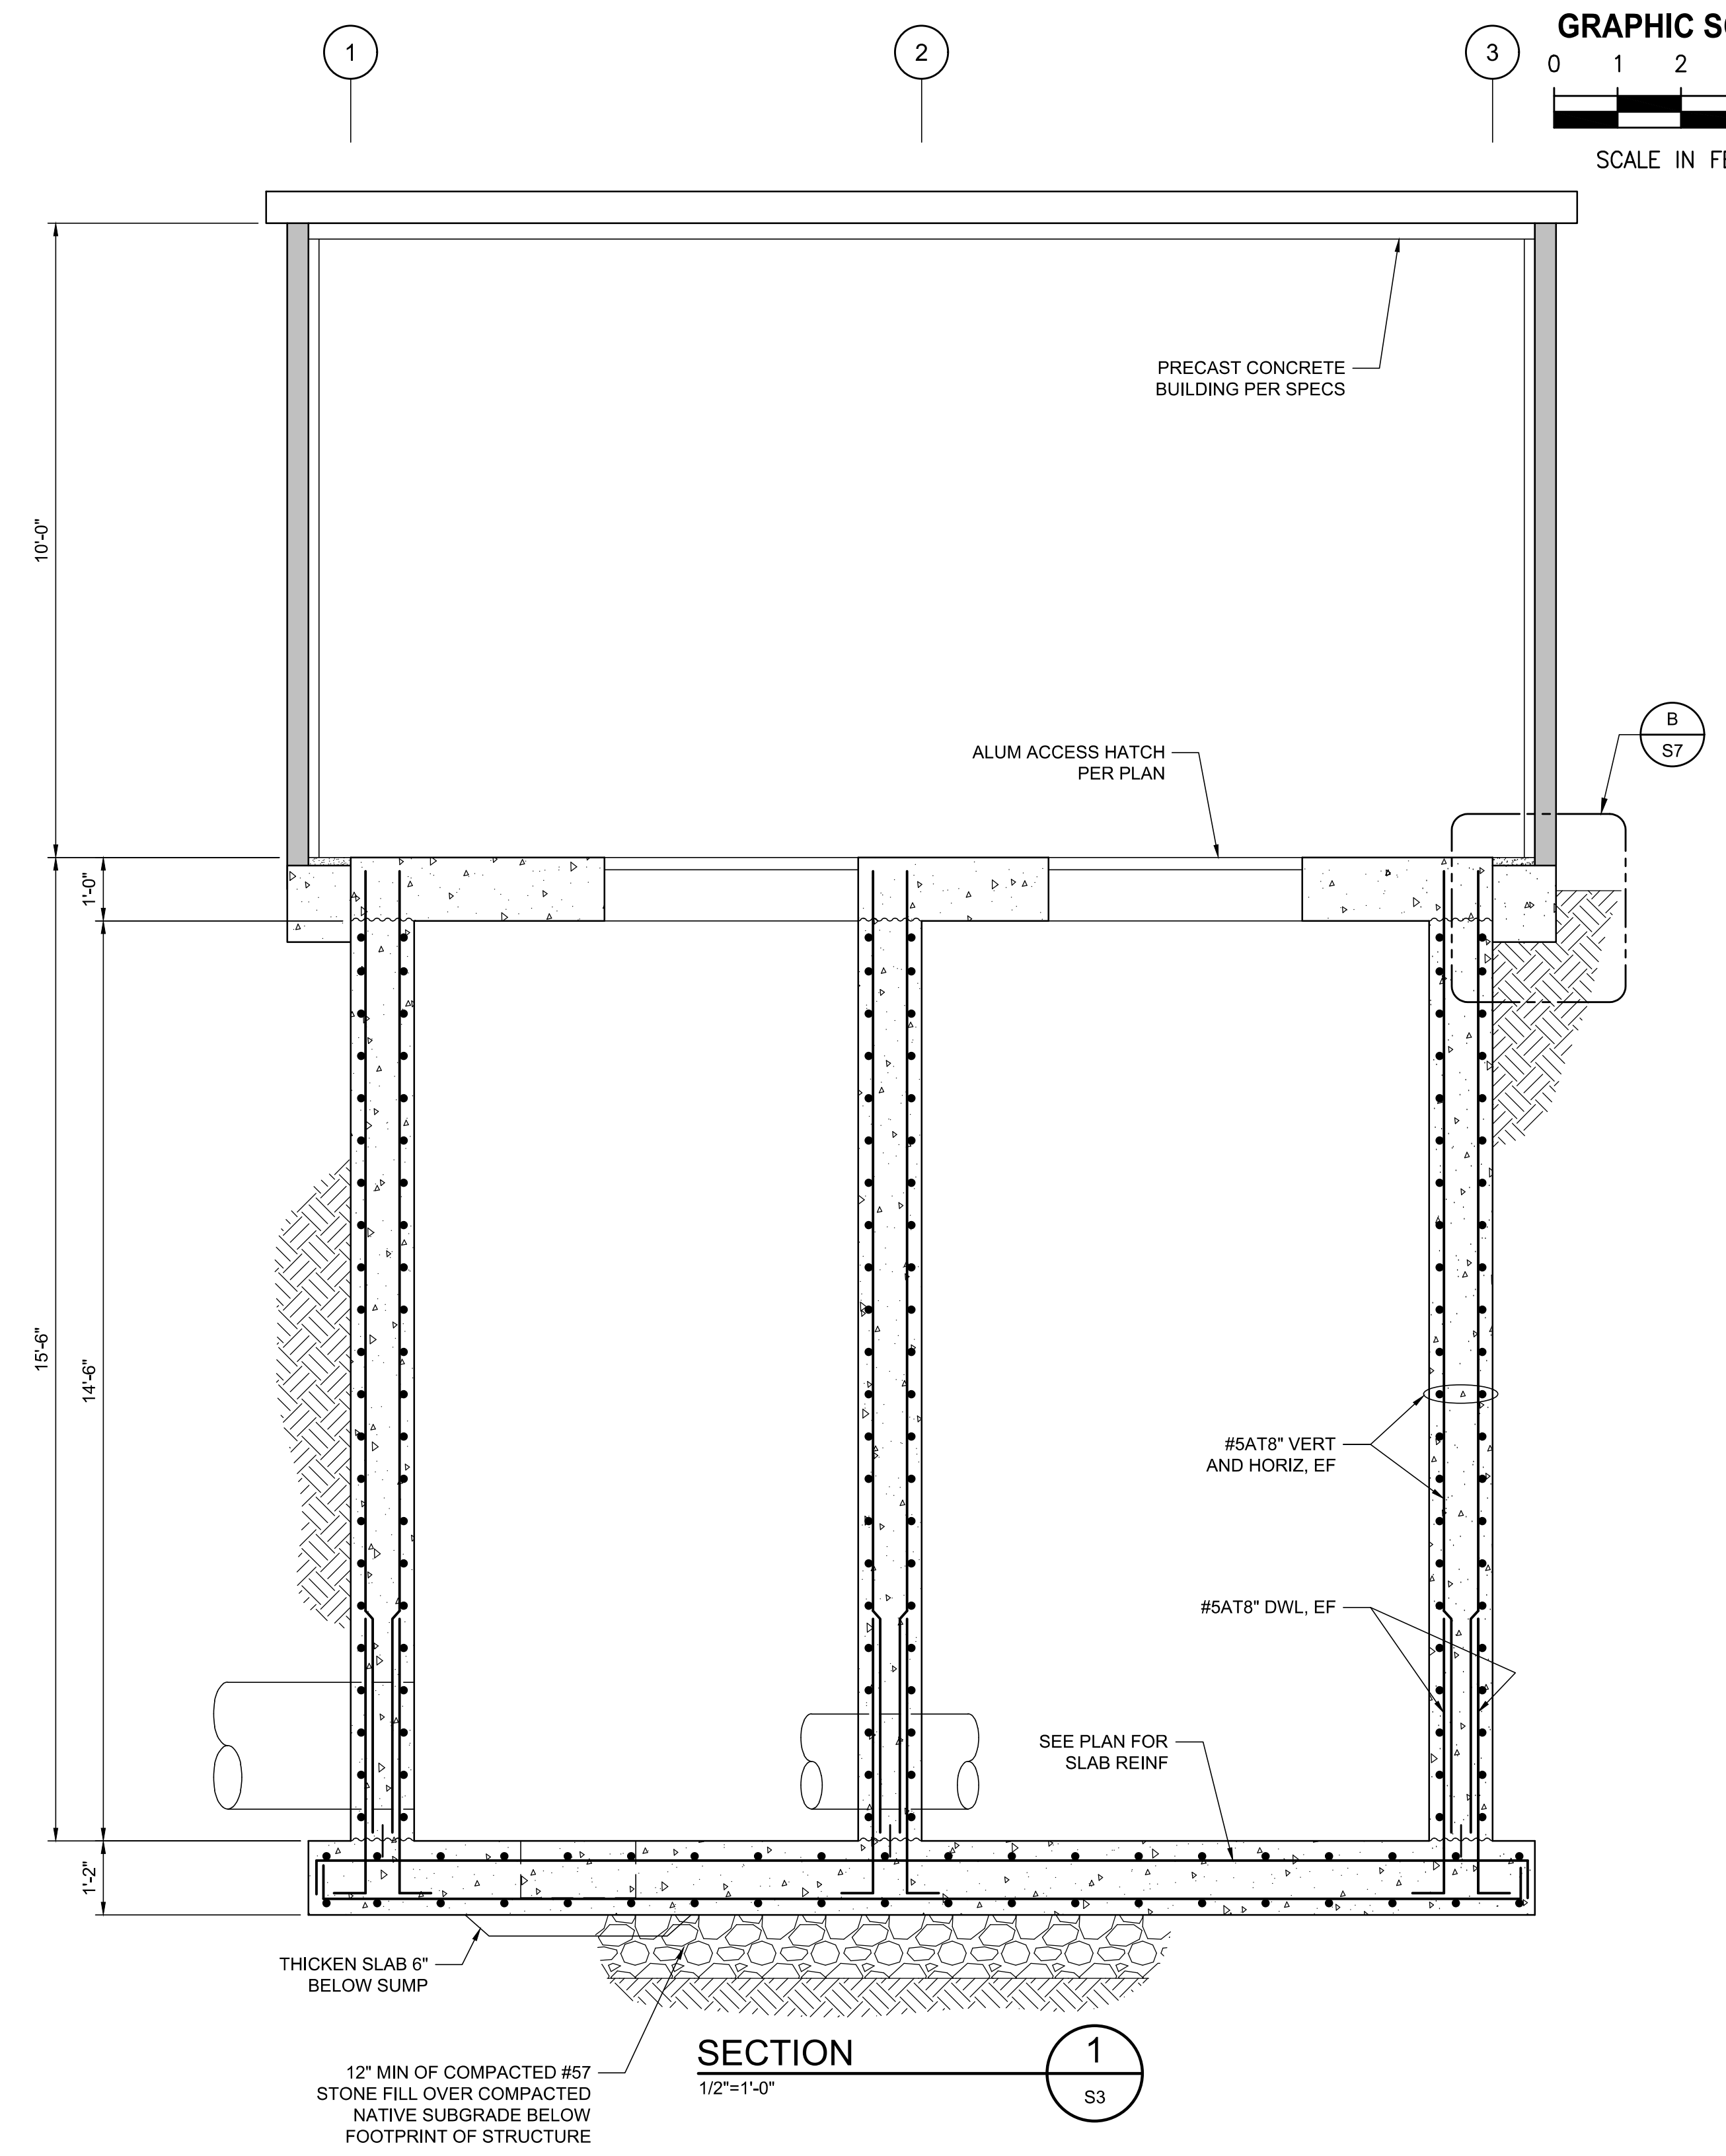 1
2
3
GRAPHIC SC
0 1 2
SCALE IN FE
10'-0"
PRECAST CONCRETE
BUILDING PER SPECS
ALUM ACCESS HATCH
PER PLAN
B
S7
1'-0"
15'-6"
14'-6"
#5AT8" VERT
AND HORIZ, EF
#5AT8" DWL, EF
SEE PLAN FOR
SLAB REINF
1'-2"
THICKEN SLAB 6"
BELOW SUMP
12" MIN OF COMPACTED #57
STONE FILL OVER COMPACTED
NATIVE SUBGRADE BELOW
FOOTPRINT OF STRUCTURE
SECTION
1/2"=1'-0"
1
S3